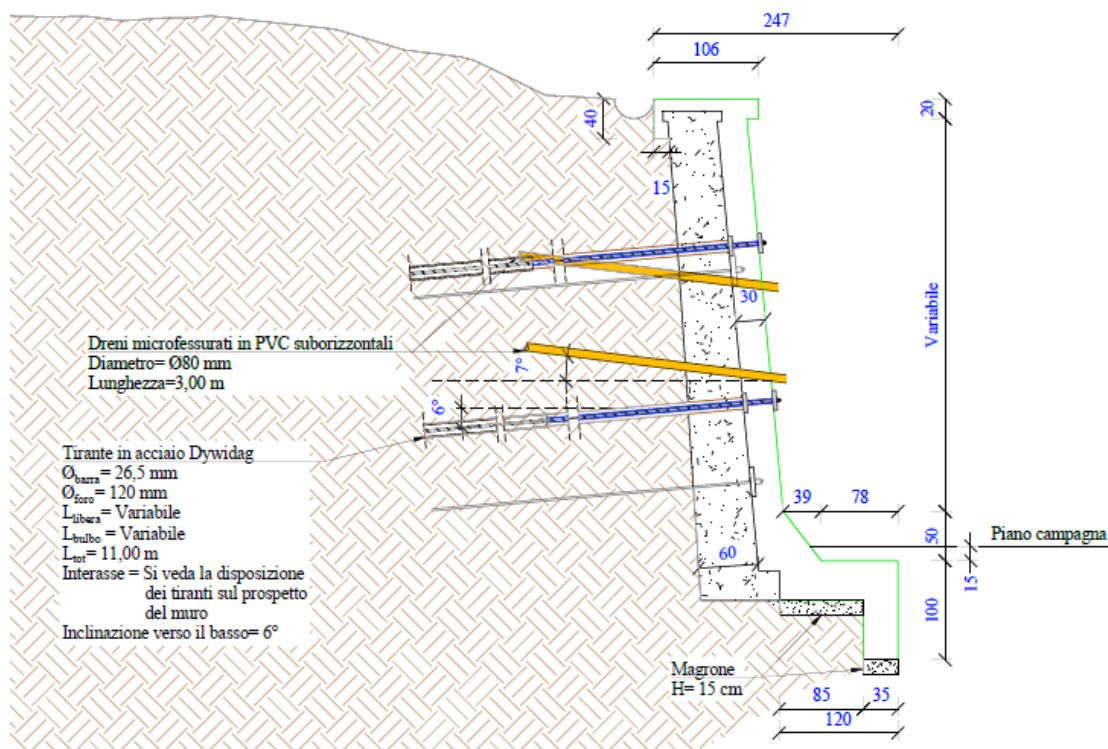 247
106
40
20
15
Variabile
30
Dreni microfessurati in PVC suborizzontali
Diametro= Ø80 mm
Lunghezza=3,00 m
7°
6°
Tirante in acciaio Dywidag
Øbarra= 26,5 mm
Øforo= 120 mm
Llibera= Variabile
Lbulbo = Variabile
Ltot= 11,00 m
Interasse = Si veda la disposizione
dei tiranti sul prospetto
del muro
Inclinazione verso il basso= 6°
39
78
50
Piano campagna
15
60
100
Magrone
H= 15 cm
85
35
120